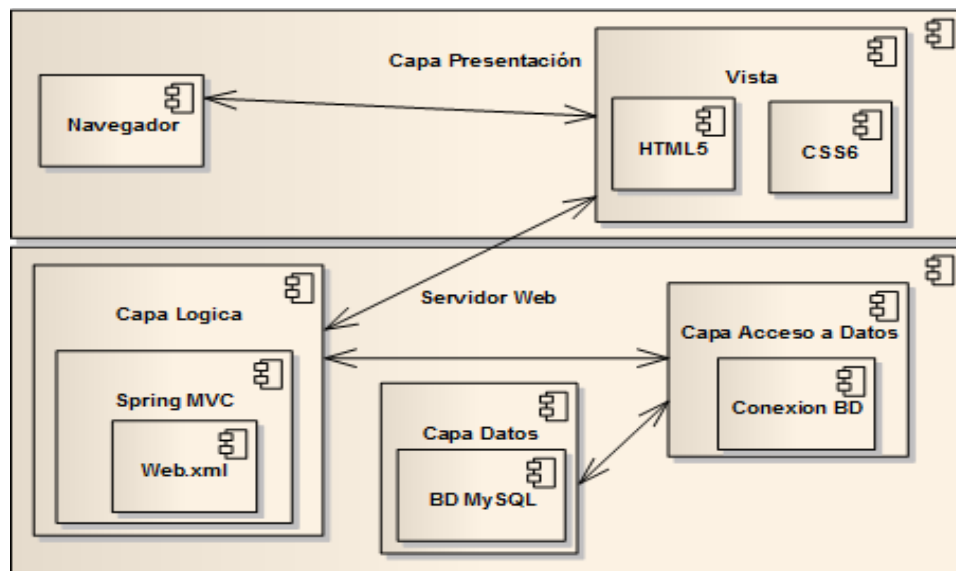 Capa Presentación
Vista
Navegador
HTML5
CSS6
Servidor Web
Capa Logica
Capa Acceso a Datos
Spring MVC
Conexion BD
Capa Datos
Web.xml
BD MySQL